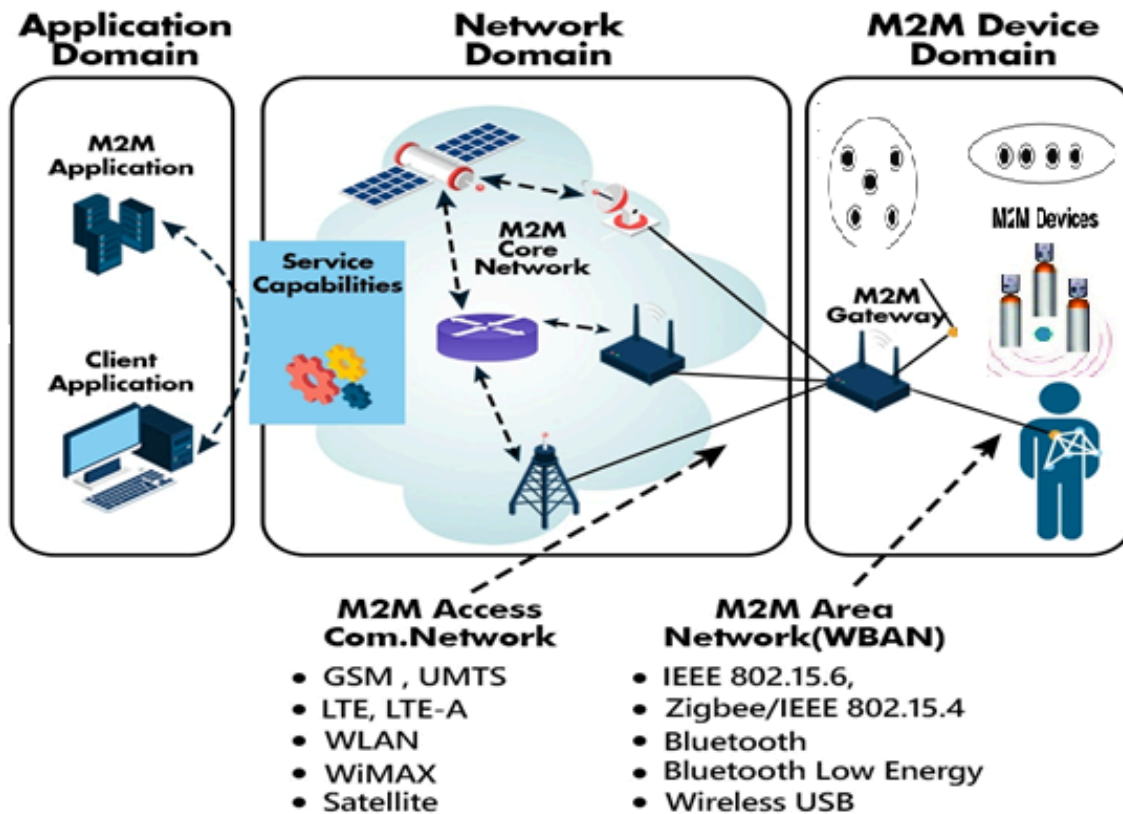 Application
Domain
Network
Domain
M2M Device
Domain
M2M
Application
Client
Application
Service
Capabilities
M2M
Core
Network
M2M
Gateway
M2M Devices
M2M Access
Com.Network
• GSM , UMTS
• LTE, LTE-A
• WLAN
• WiMAX
• Satellite
M2M Area
Network(WBAN)
• IEEE 802.15.6,
• Zigbee/IEEE 802.15.4
• Bluetooth
• Bluetooth Low Energy
• Wireless USB